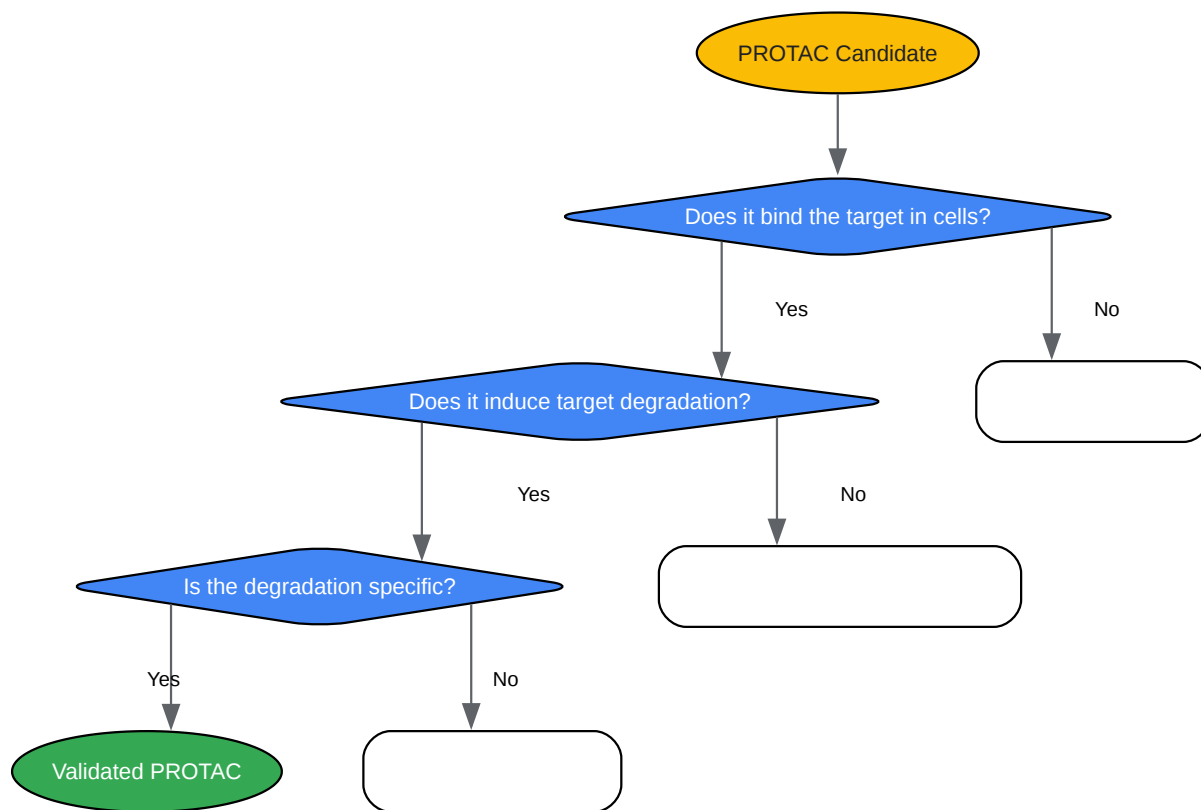 PROTAC Candidate
Does it bind the target in cells?
Yes
No
Does it induce target degradation?
Yes
No
Is the degradation specific?
Yes
No
Validated PROTAC